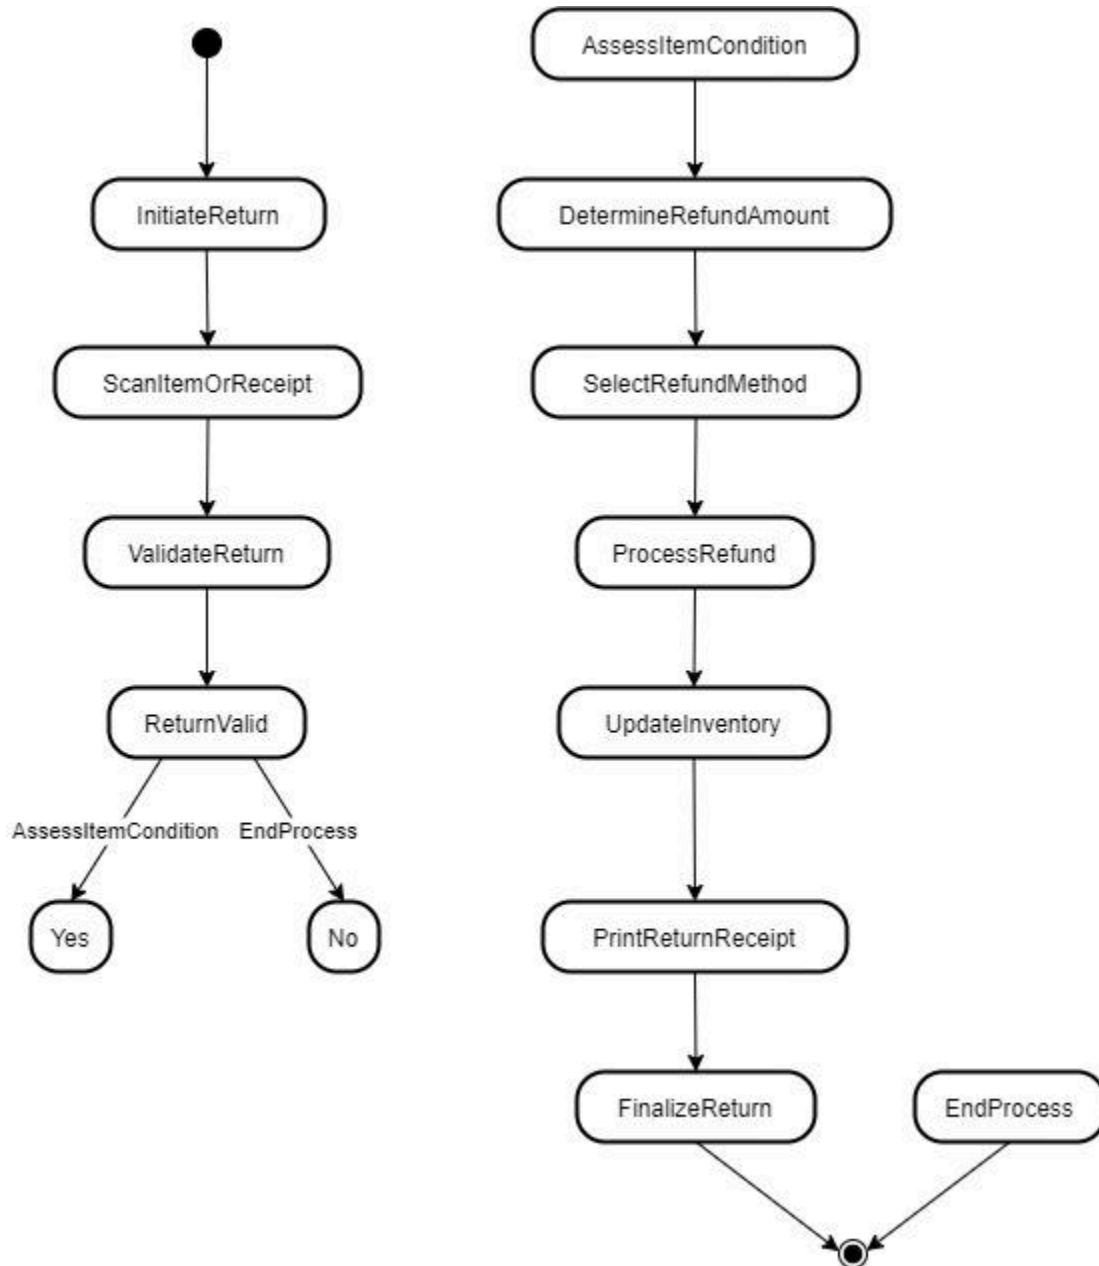 InitiateReturn
ScanItemOrReceipt
ValidateReturn
ReturnValid
AssessItemCondition
EndProcess
Yes
No
AssessItemCondition
DetermineRefundAmount
SelectRefundMethod
ProcessRefund
UpdateInventory
PrintReturnReceipt
FinalizeReturn
EndProcess